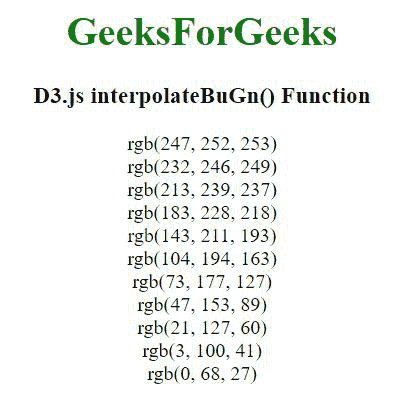 GeeksForGeeks
D3.js interpolateBuGn() Function
rgb(247, 252, 253)
rgb(232, 246, 249)
rgb(213, 239, 237)
rgb(183, 228, 218)
rgb(143, 211, 193)
rgb(104, 194, 163)
rgb(73, 177, 127)
rgb(47, 153, 89)
rgb(21, 127, 60)
rgb(3, 100, 41)
rgb(0, 68, 27)